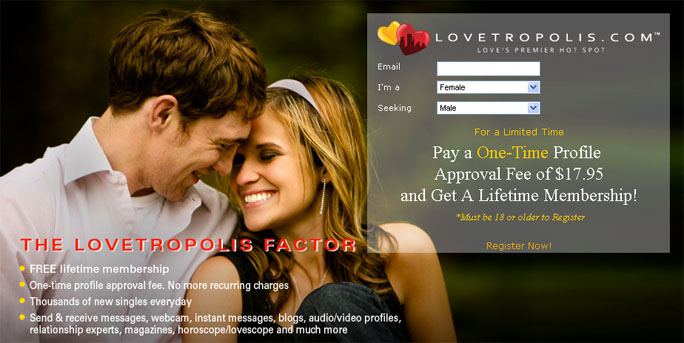 LOVETROPOLIS.COM™
LOVE'S PREMIER HOT SPOT
Email
I'm a Female
Seeking Male
For a Limited Time
Pay a One-Time Profile
Approval Fee of $17.95
and Get A Lifetime Membership!
*Must be 18 or older to Register
Register Now!
THE LOVETROPOLIS FACTOR
FREE lifetime membership
One-time profile approval fee. No more recurring charges
Thousands of new singles everyday
Send & receive messages, webcam, instant messages, blogs, audio/video profiles,
relationship experts, magazines, horoscope/lovescope and much more